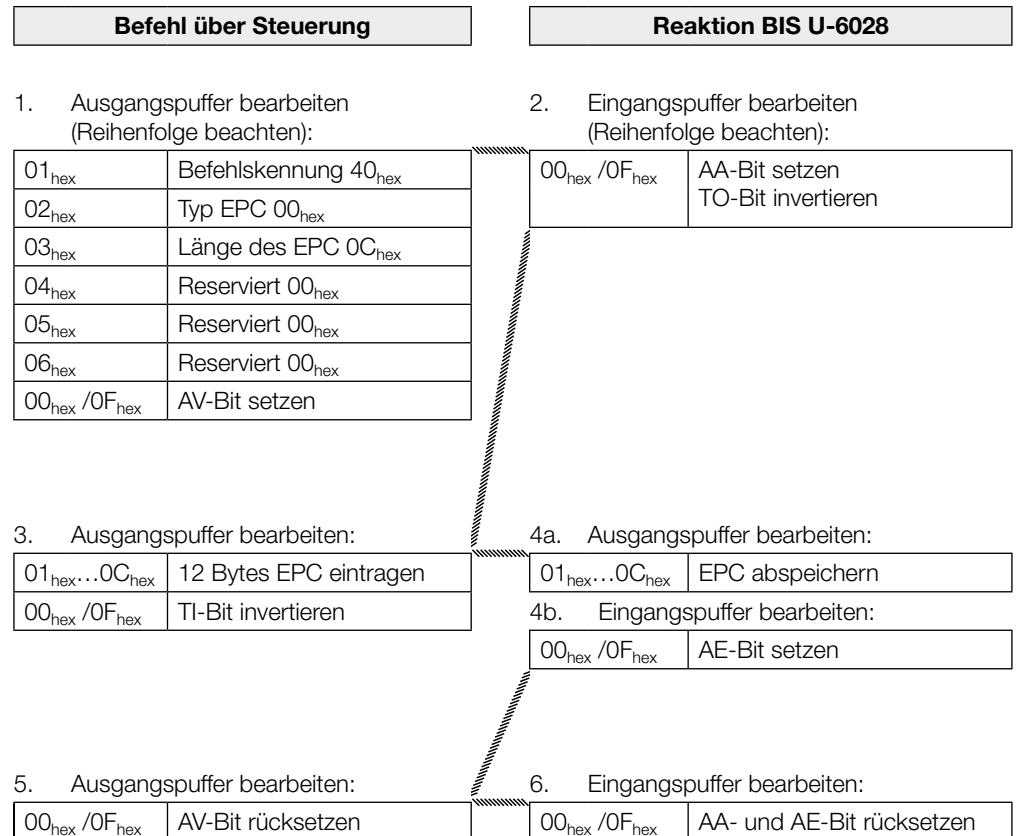 Befehl über Steuerung
Reaktion BIS U-6028
1. Ausgangspuffer bearbeiten
(Reihenfolge beachten):
01hex Befehlskennung 40hex
02hex Typ EPC 00hex
03hex Länge des EPC 0Chex
04hex Reserviert 00hex
05hex Reserviert 00hex
06hex Reserviert 00hex
00hex /0Fhex AV-Bit setzen
2. Eingangspuffer bearbeiten
(Reihenfolge beachten):
00hex /0Fhex AA-Bit setzen
TO-Bit invertieren
3. Ausgangspuffer bearbeiten:
01hex…0Chex 12 Bytes EPC eintragen
00hex /0Fhex TI-Bit invertieren
4a. Ausgangspuffer bearbeiten:
01hex…0Chex EPC abspeichern
4b. Eingangspuffer bearbeiten:
00hex /0Fhex AE-Bit setzen
5. Ausgangspuffer bearbeiten:
00hex /0Fhex AV-Bit rücksetzen
6. Eingangspuffer bearbeiten:
00hex /0Fhex AA- und AE-Bit rücksetzen